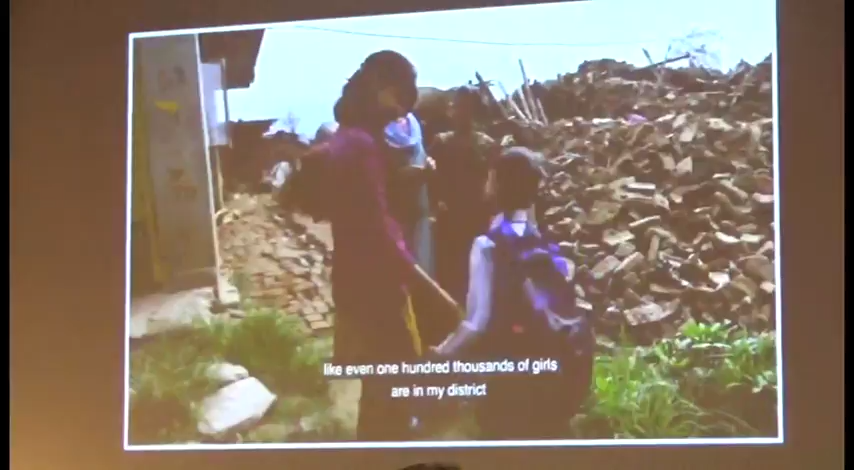 like even one hundred thousands of girls
are in my district